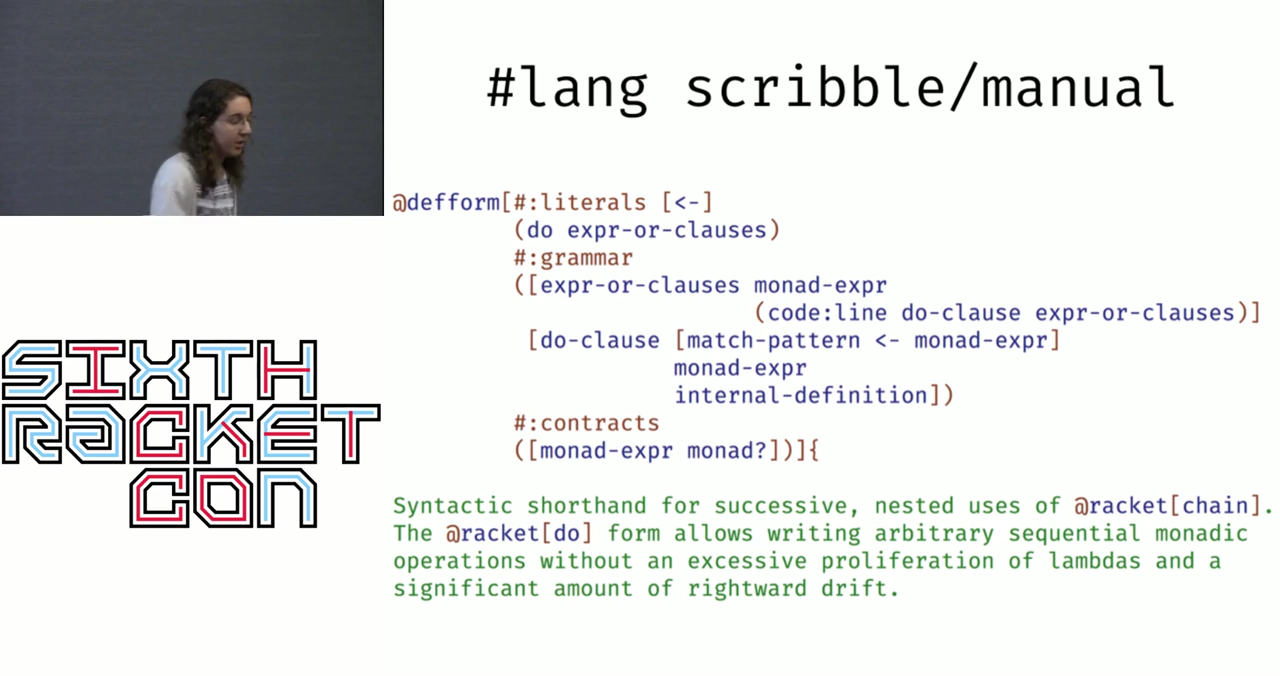 #lang scribble/manual
@defform[#:literals [<-]
(do expr-or-clauses)
#:grammar
([expr-or-clauses monad-expr
(code:line do-clause expr-or-clauses)]
[do-clause [match-pattern <- monad-expr]
monad-expr
internal-definition])
#:contracts
([monad-expr monad?])]{
Syntactic shorthand for successive, nested uses of @racket[chain].
The @racket[do] form allows writing arbitrary sequential monadic
operations without an excessive proliferation of lambdas and a
significant amount of rightward drift.
SIXTH
RACKET
CON